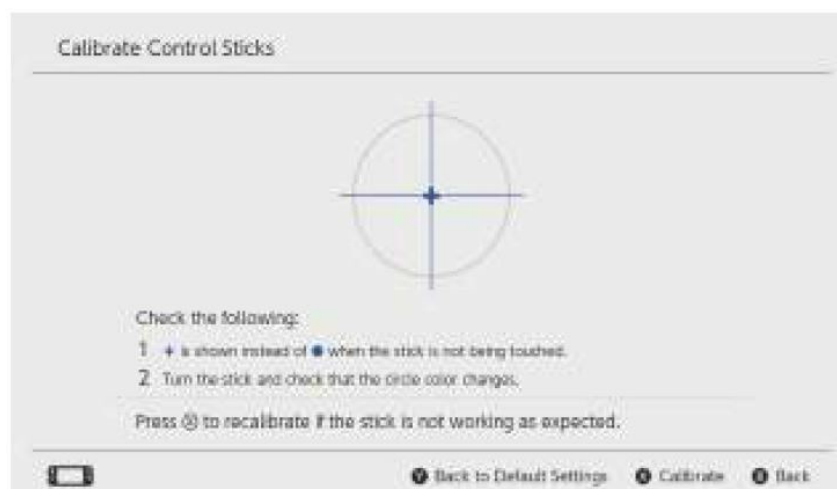 Calibrate Control Sticks
Check the following:
1 + is shown instead of ● when the stick is not being touched.
2 Turn the stick and check that the circle color changes.
Press Ⓧ to recalibrate if the stick is not working as expected.
Ⓨ Back to Default Settings Ⓧ Calibrate Ⓑ Back